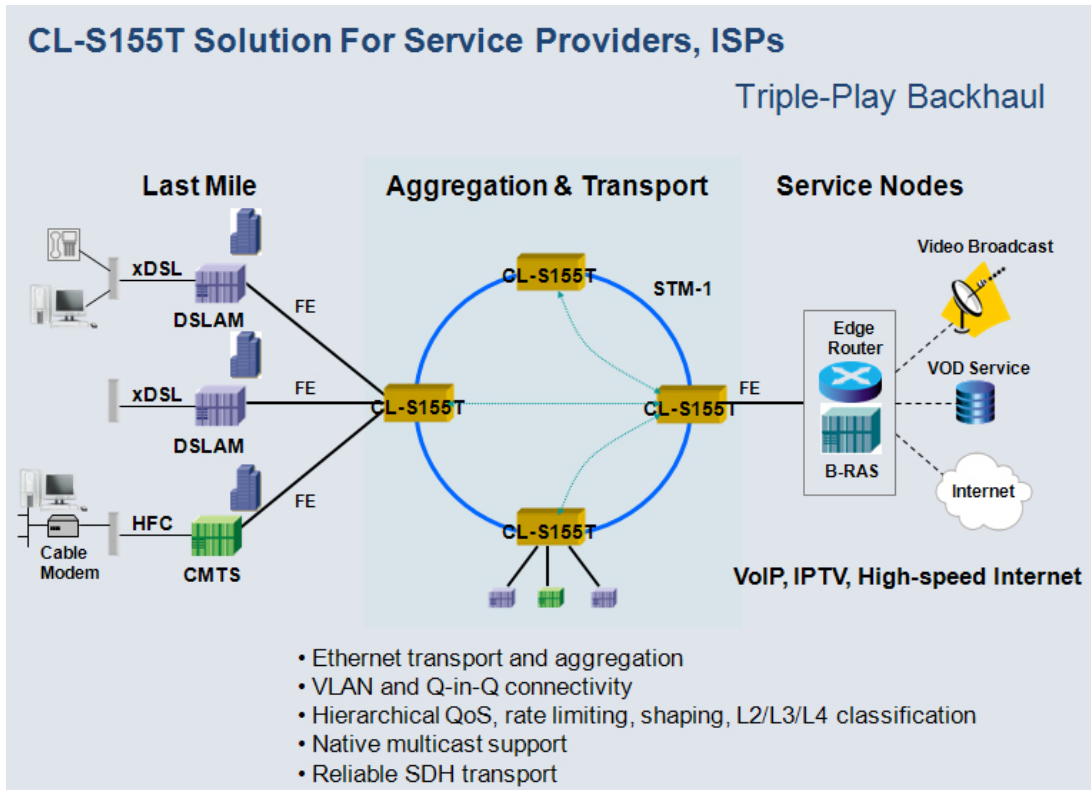 CL-S155T Solution For Service Providers, ISPs
Triple-Play Backhaul
Last Mile
Aggregation & Transport
Service Nodes
Video Broadcast
xDSL
DSLAM
FE
CL-S155T
STM-1
Edge
Router
VOD Service
xDSL
DSLAM
FE
CL-S155T
CL-S155T
FE
B-RAS
Internet
HFC
FE
Cable
Modem
CMTS
CL-S155T
VoIP, IPTV, High-speed Internet
• Ethernet transport and aggregation
• VLAN and Q-in-Q connectivity
• Hierarchical QoS, rate limiting, shaping, L2/L3/L4 classification
• Native multicast support
• Reliable SDH transport